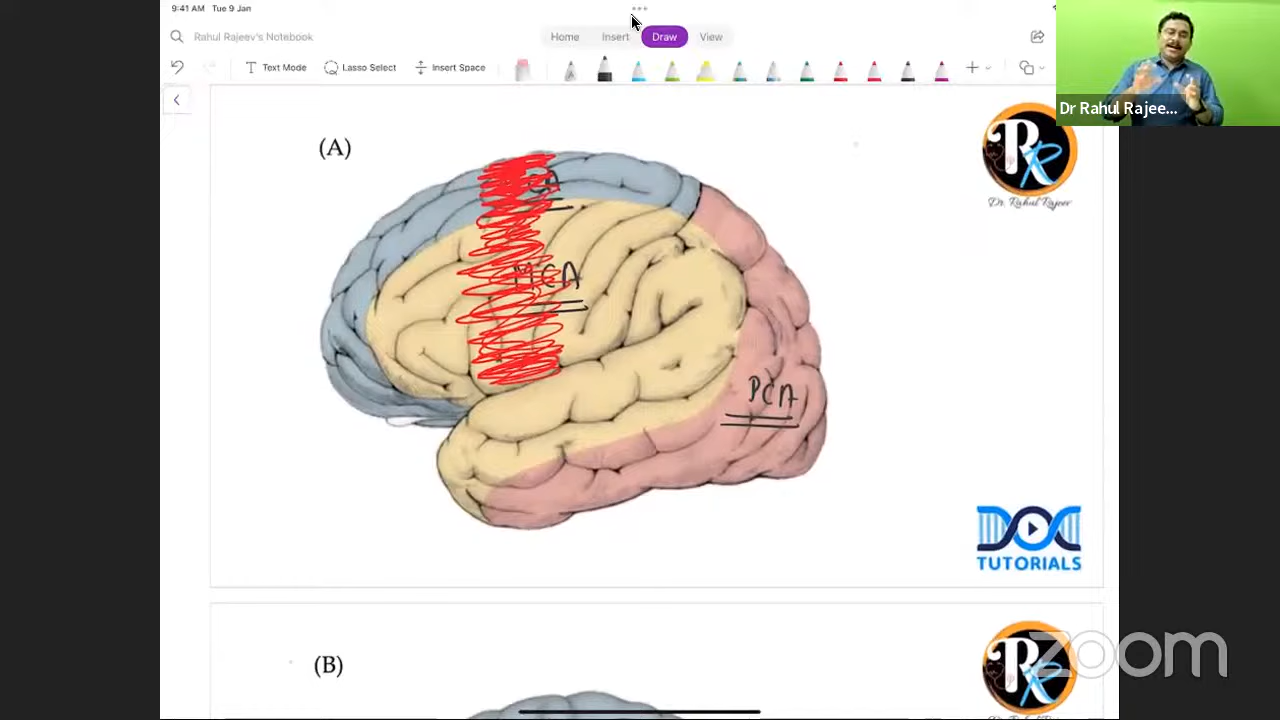 9:41 AM Tue 9 Jan
Rahul Rajeev's Notebook
Home Insert Draw View
Text Mode Lasso Select Insert Space
Dr Rahul Rajee...
(A)
R
R
Dr. Rahul Rajeev
MCA
PCA
TUTORIALS
(B)
R
R
zoom